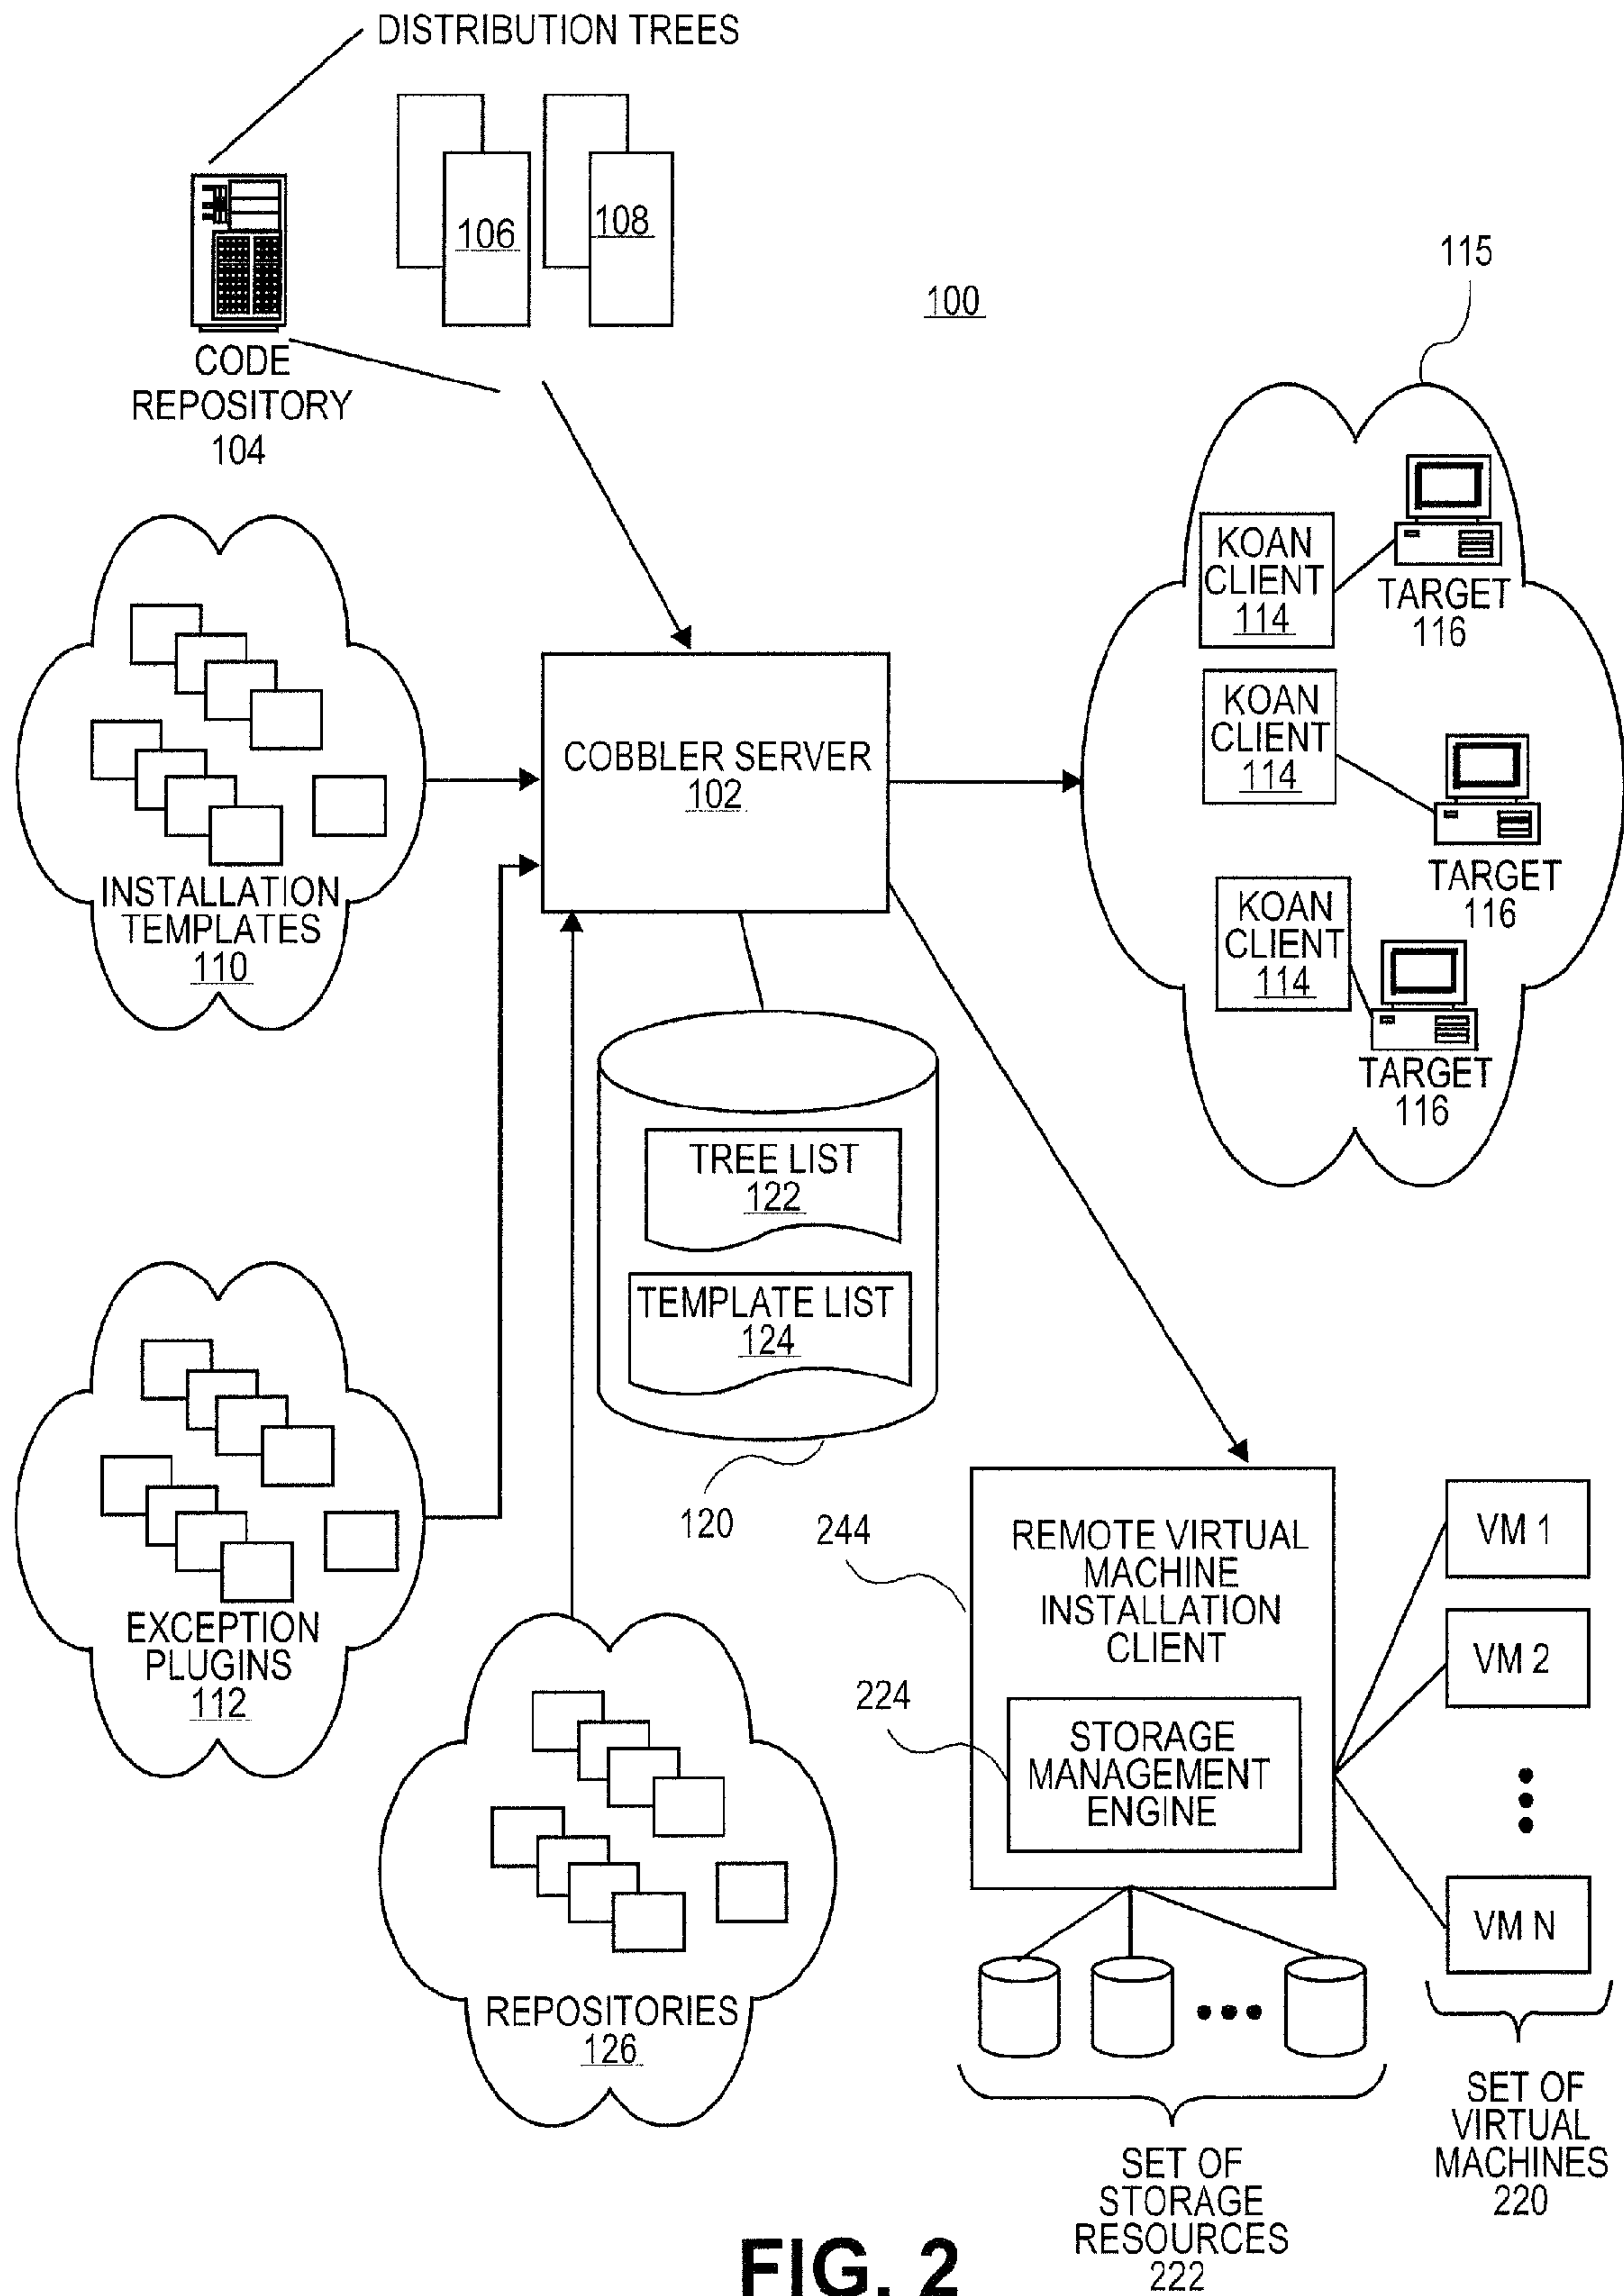 DISTRIBUTION TREES
106
108
100
115
CODE
REPOSITORY
104
KOAN
CLIENT
114
TARGET
116
KOAN
CLIENT
114
TARGET
116
KOAN
CLIENT
114
TARGET
116
COBBLER SERVER
102
INSTALLATION
TEMPLATES
110
TREE LIST
122
TEMPLATE LIST
124
120
EXCEPTION
PLUGINS
112
REPOSITORIES
126
244
REMOTE VIRTUAL
MACHINE
INSTALLATION
CLIENT
224
STORAGE
MANAGEMENT
ENGINE
VM 1
VM 2
VM N
SET OF
STORAGE
RESOURCES
222
SET OF
VIRTUAL
MACHINES
220
FIG. 2